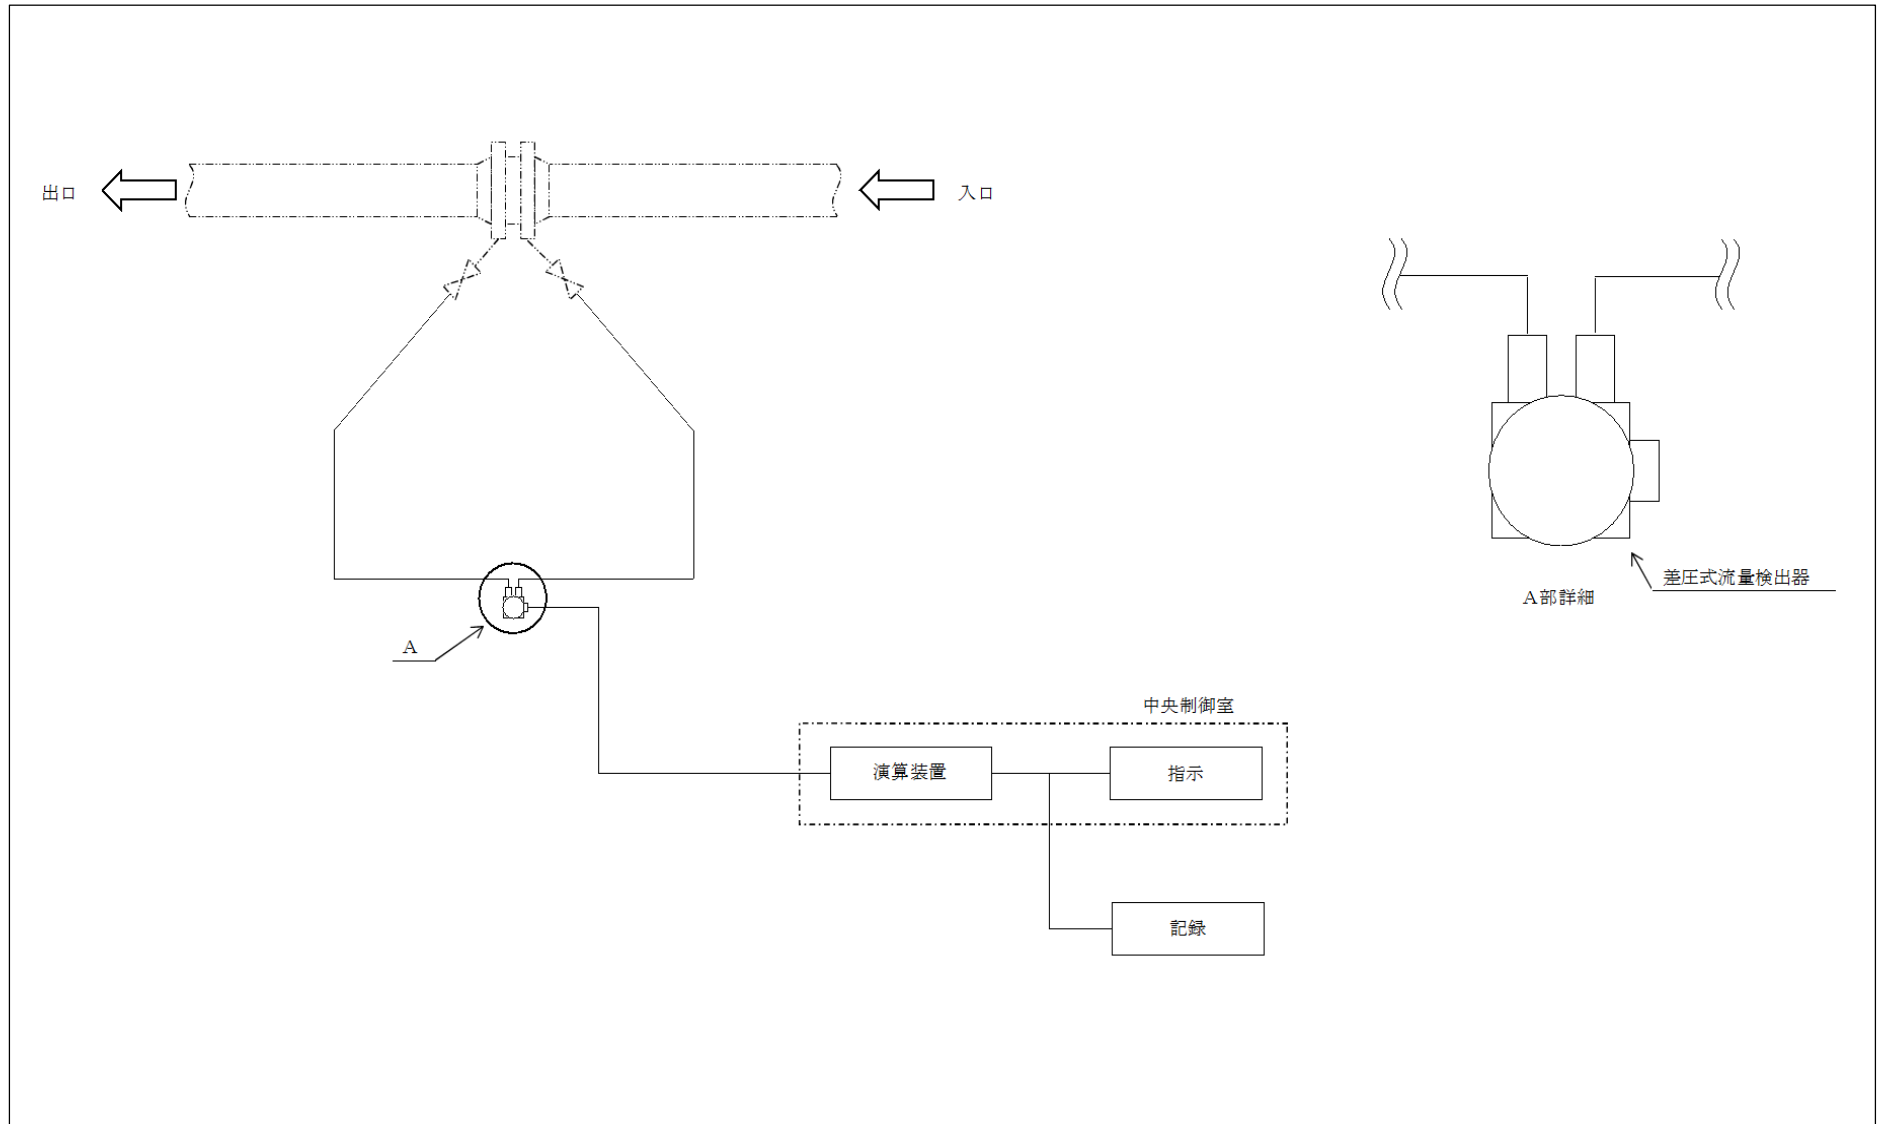 出口
入口
差圧式流量検出器
A部詳細
A
中央制御室
演算装置
指示
記録